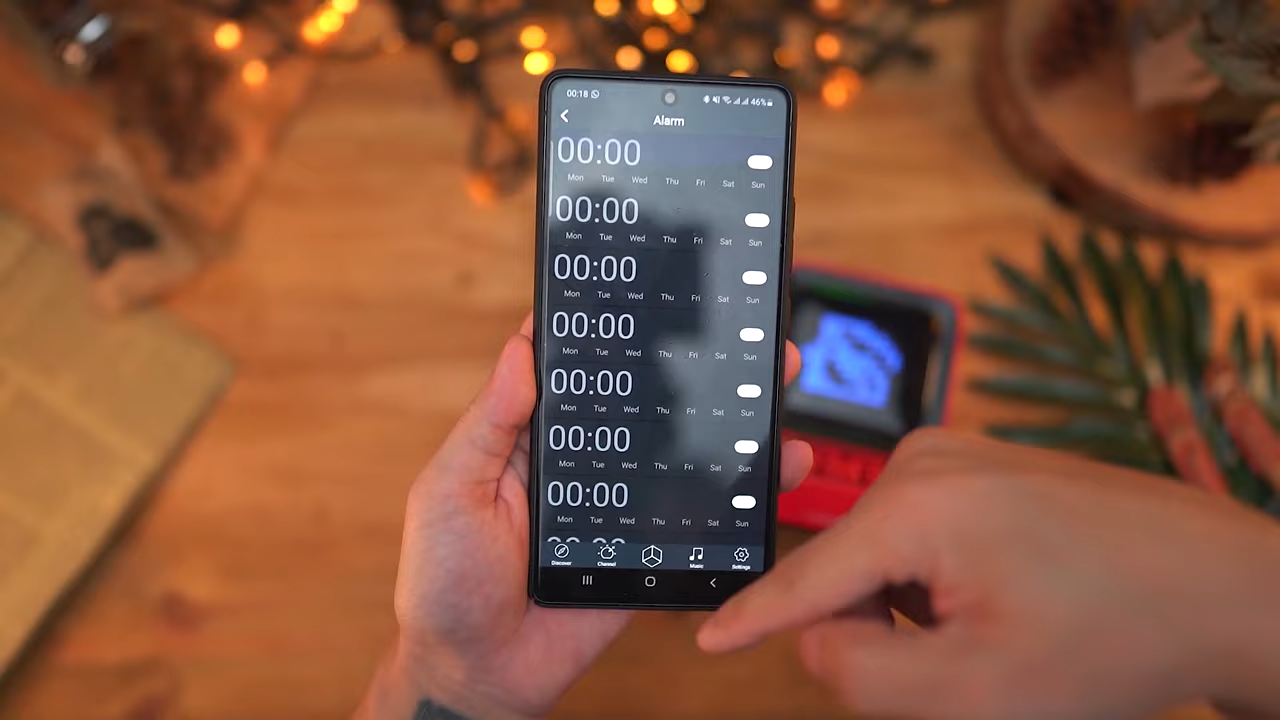 00:18 46%
Alarm
00:00
Mon Tue Wed Thu Fri Sat Sun
00:00
Mon Tue Wed Thu Fri Sat Sun
00:00
Mon Tue Wed Thu Fri Sat Sun
00:00
Mon Tue Wed Thu Fri Sat Sun
00:00
Mon Tue Wed Thu Fri Sat Sun
00:00
Mon Tue Wed Thu Fri Sat Sun
00:00
Mon Tue Wed Thu Fri Sat Sun
Discover Channel Music Settings